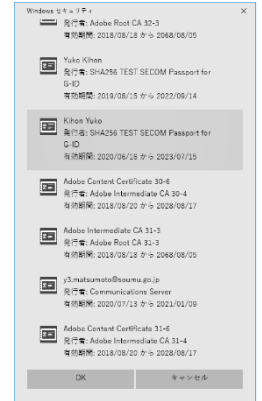 Windows セキュリティ
発行者: Adobe Root CA 32-3
有効期間: 2018/08/18 から 2068/08/05
Yuko Kihon
発行者: SHA256 TEST SECOM Passport for
G-ID
有効期間: 2019/08/15 から 2022/09/14
Kihon Yuko
発行者: SHA256 TEST SECOM Passport for
G-ID
有効期間: 2020/06/16 から 2023/07/15
Adobe Content Certificate 30-6
発行者: Adobe Intermediate CA 30-4
有効期間: 2018/08/20 から 2028/08/17
Adobe Intermediate CA 31-3
発行者: Adobe Root CA 31-3
有効期間: 2018/08/18 から 2068/08/05
y3.matsumoto@soumu.go.jp
発行者: Communications Server
有効期間: 2020/07/13 から 2021/01/09
Adobe Content Certificate 31-6
発行者: Adobe Intermediate CA 31-4
有効期間: 2018/08/20 から 2028/08/17
OK
キャンセル